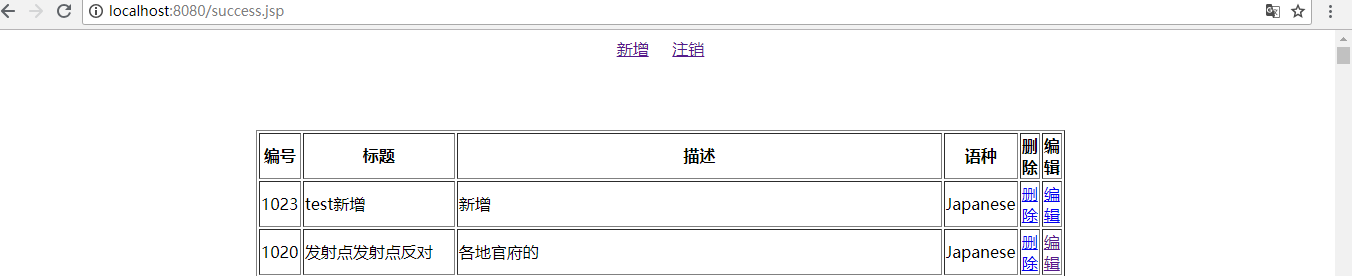 localhost:8080/success.jsp
新增 注销
编号 标题 描述 语种 删除 编辑
1023 test新增 新增 Japanese 删除 编辑
1020 发射点发射点反对 各地官府的 Japanese 删除 编辑